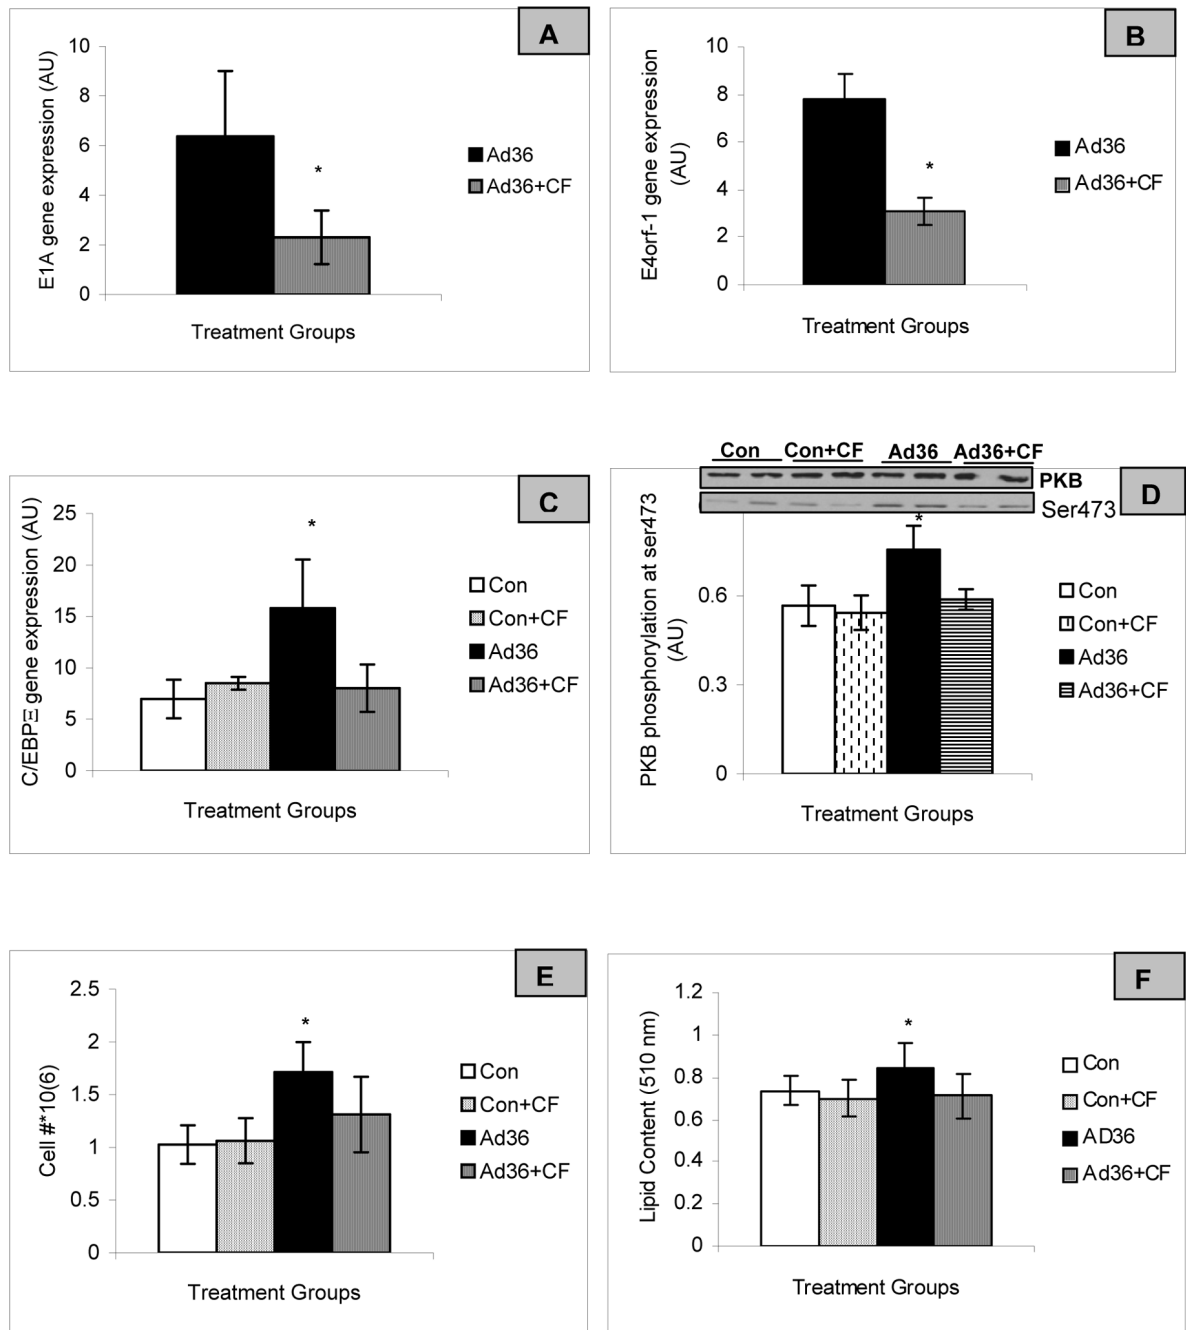 A
E1A gene expression (AU)
10
8
6
4
2
0
*
Ad36
Ad36+CF
Treatment Groups
B
E4orf-1 gene expression
(AU)
10
8
6
4
2
0
*
Ad36
Ad36+CF
Treatment Groups
C
C/EBPΞ gene expression (AU)
25
20
15
10
5
0
*
Con
Con+CF
Ad36
Ad36+CF
Treatment Groups
Con Con+CF Ad36 Ad36+CF
PKB
Ser473
D
PKB phosphorylation at ser473
(AU)
0.6
0.3
0
*
Con
Con+CF
Ad36
Ad36+CF
Treatment Groups
E
Cell #*10(6)
2.5
2
1.5
1
0.5
0
*
Con
Con+CF
Ad36
Ad36+CF
Treatment Groups
F
Lipid Content (510 nm)
1.2
1
0.8
0.6
0.4
0.2
0
*
Con
Con+CF
AD36
Ad36+CF
Treatment Groups